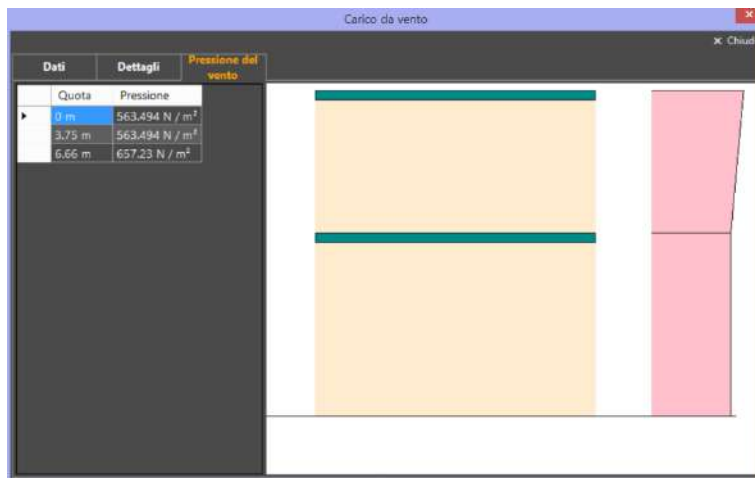 Carico da vento
× Chiud
Dati Dettagli Pressione del vento
Quota Pressione
0 m 563.494 N / m²
3.75 m 563.494 N / m²
6.66 m 657.23 N / m²